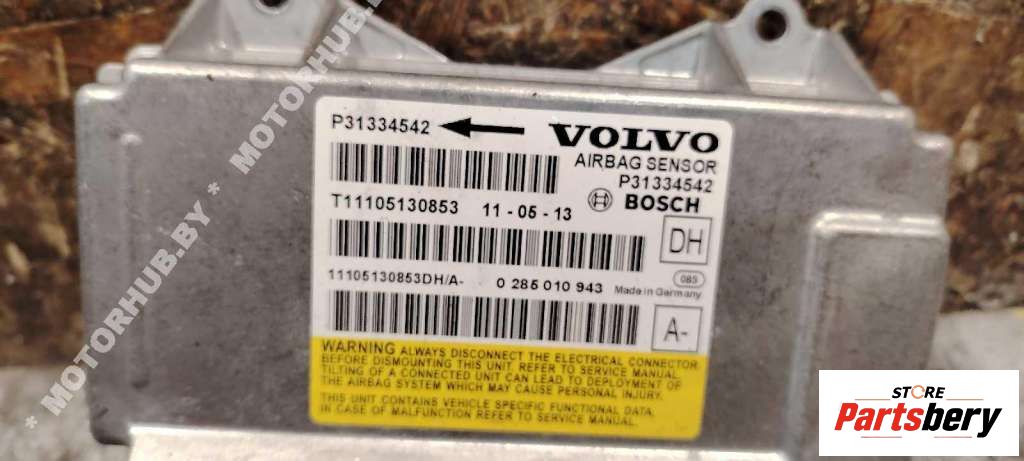 P31334542
VOLVO
AIRBAG SENSOR
P31334542
T11105130853 11-05-13 BOSCH
DH
11105130853DH/A- 0 285 010 943 Made in Germany
085
A-
WARNING ALWAYS DISCONNECT THE ELECTRICAL CONNECTOR
BEFORE DISMOUNTING THIS UNIT. REFER TO SERVICE MANUAL.
TILTING OF A CONNECTED UNIT CAN LEAD TO DEPLOYMENT OF
THE AIRBAG SYSTEM WHICH MAY CAUSE PERSONAL INJURY.
THIS UNIT CONTAINS VEHICLE SPECIFIC FUNCTIONAL DATA,
IN CASE OF MALFUNCTION REFER TO SERVICE MANUAL.
* MOTORHUB.BY * MOTORHUB.BY
STORE
Partsbery